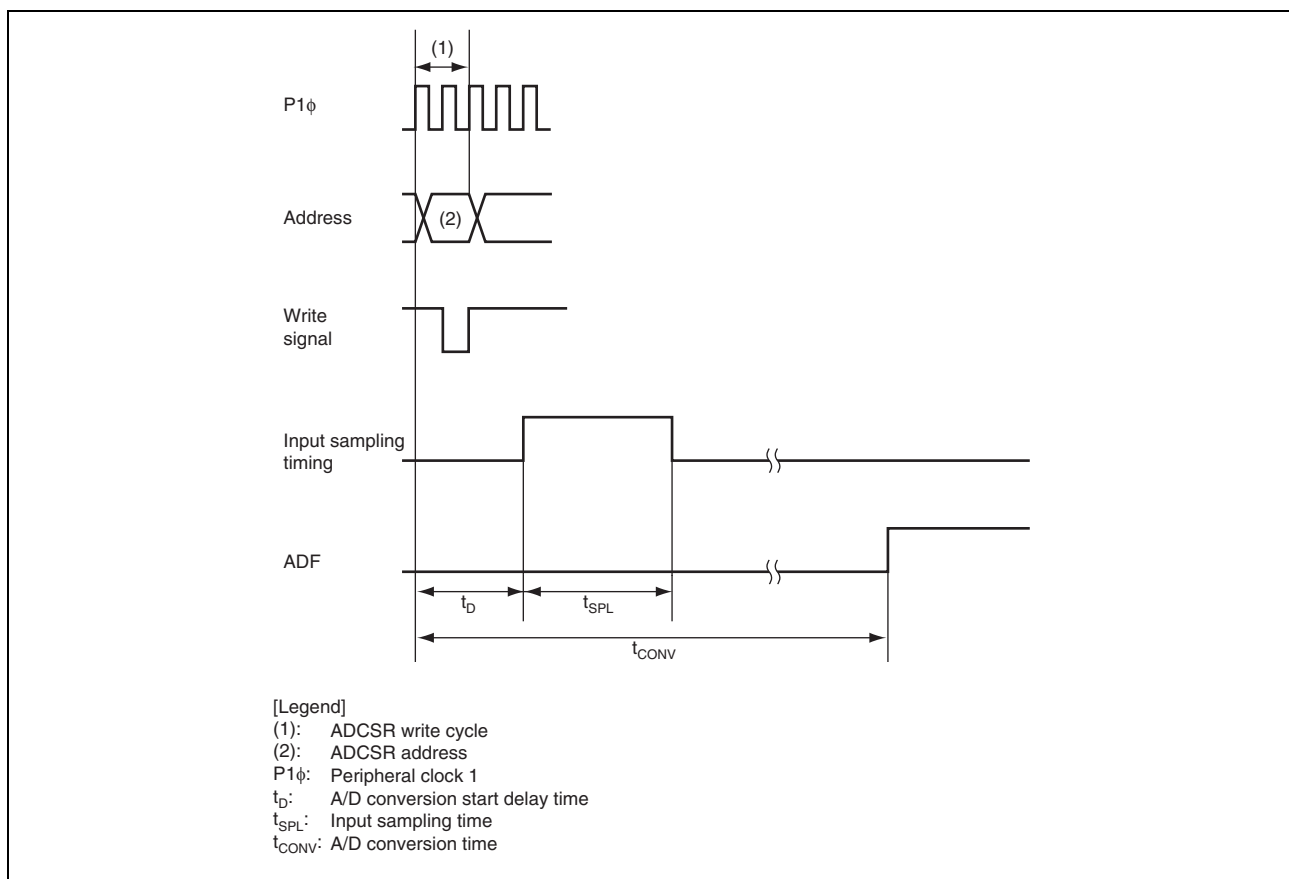 (1)
P1ϕ
Address
(2)
Write
signal
Input sampling
timing
ADF
tD
tSPL
tCONV
[Legend]
(1): ADCSR write cycle
(2): ADCSR address
P1ϕ: Peripheral clock 1
tD: A/D conversion start delay time
tSPL: Input sampling time
tCONV: A/D conversion time